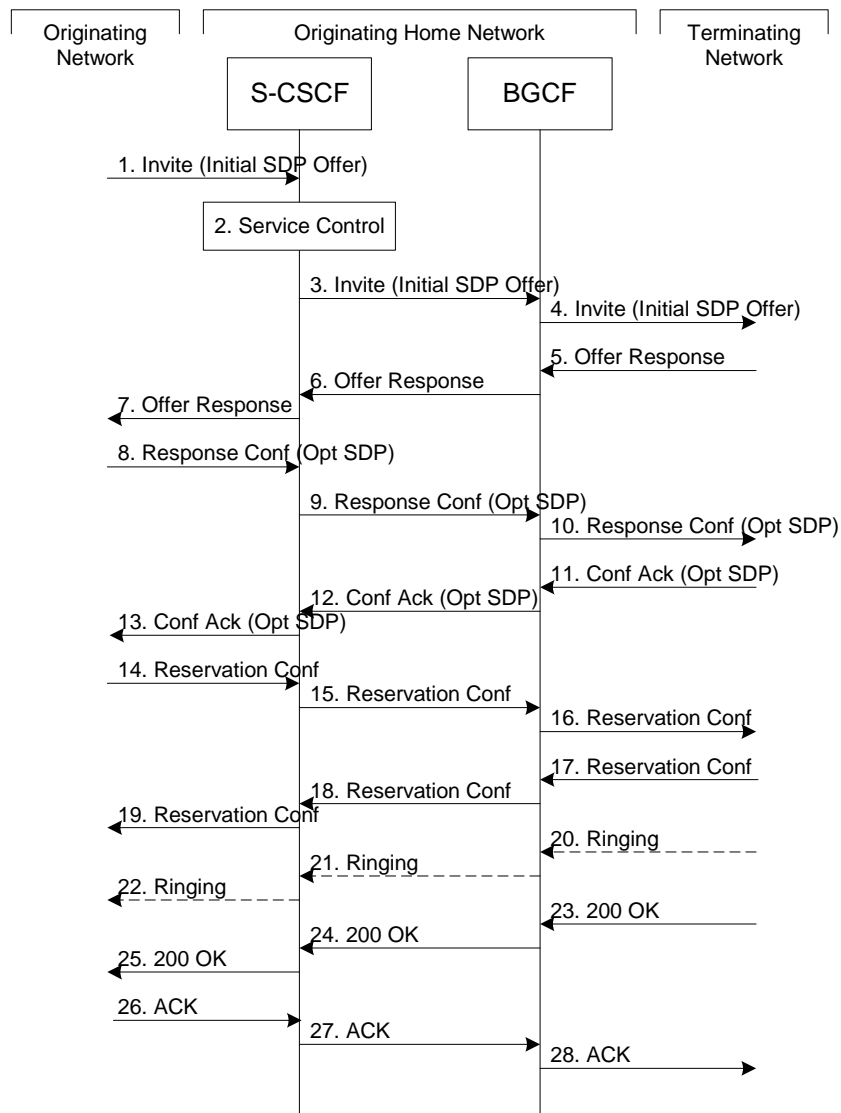 Originating
Network
Originating Home Network
Terminating
Network
S-CSCF
BGCF
1. Invite (Initial SDP Offer)
2. Service Control
3. Invite (Initial SDP Offer)
4. Invite (Initial SDP Offer)
5. Offer Response
6. Offer Response
7. Offer Response
8. Response Conf (Opt SDP)
9. Response Conf (Opt SDP)
10. Response Conf (Opt SDP)
11. Conf Ack (Opt SDP)
12. Conf Ack (Opt SDP)
13. Conf Ack (Opt SDP)
14. Reservation Conf
15. Reservation Conf
16. Reservation Conf
17. Reservation Conf
18. Reservation Conf
19. Reservation Conf
20. Ringing
21. Ringing
22. Ringing
23. 200 OK
24. 200 OK
25. 200 OK
26. ACK
27. ACK
28. ACK